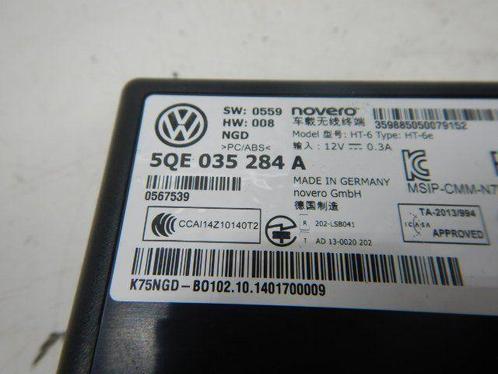 SW: 0559
HW: 008
NGD
>PC/ABS<
novero
车载无线终端
Model 型号: HT-6 Type: HT-6e
输入: 12V 0.3A
359885050079152
5QE 035 284 A
0567539
MADE IN GERMANY
novero GmbH
德国制造
MSIP-CMM-N7
CCAI14Z10140T2
R 202-LSB041
T AD 13-0020 202
TA-2013/994
ICASA
APPROVED
K75NGD-B0102.10.1401700009